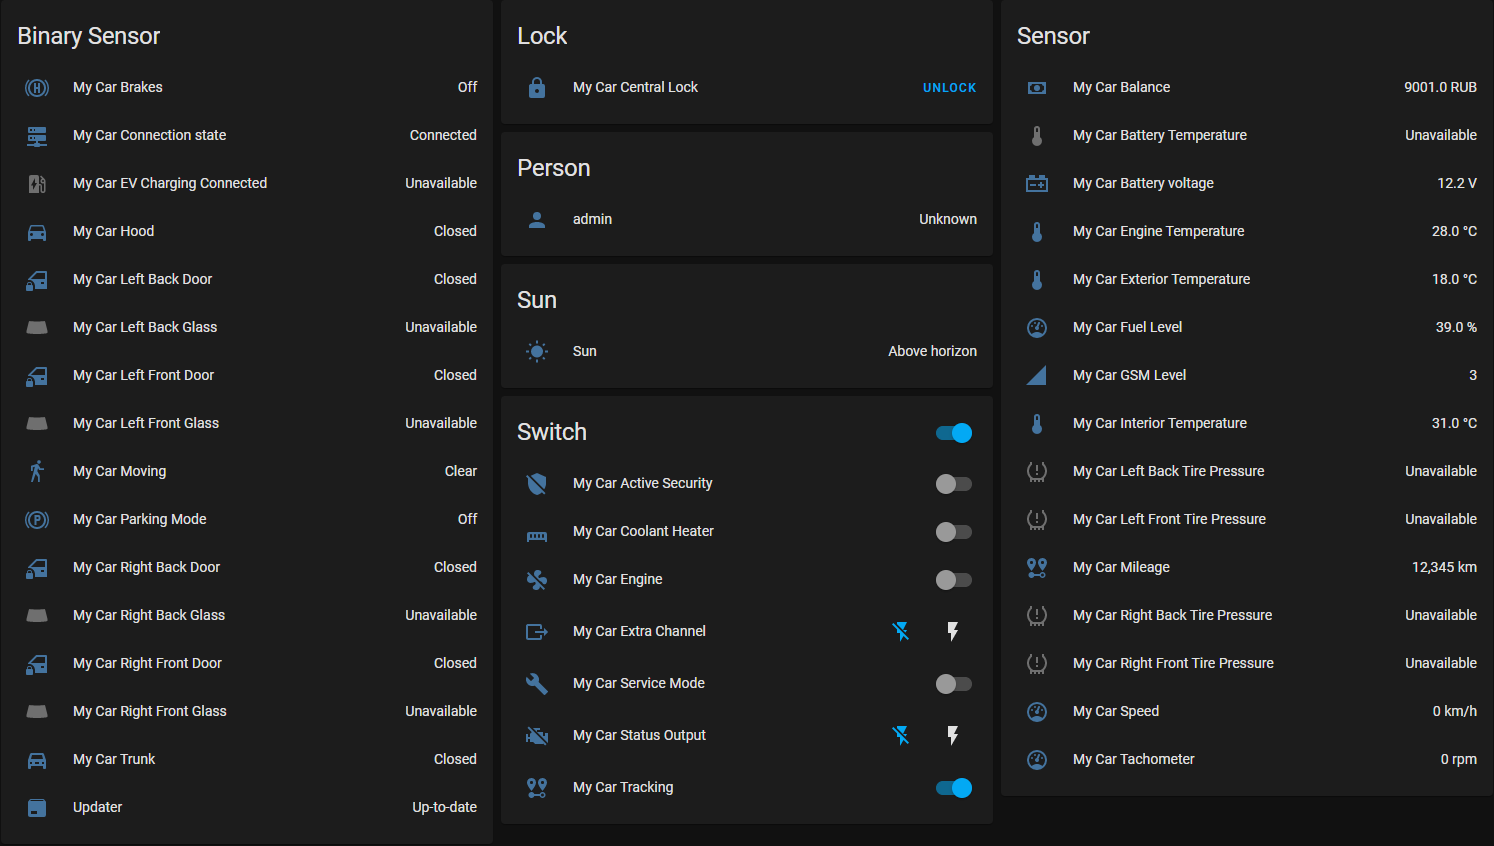 Binary Sensor
My Car Brakes Off
My Car Connection state Connected
My Car EV Charging Connected Unavailable
My Car Hood Closed
My Car Left Back Door Closed
My Car Left Back Glass Unavailable
My Car Left Front Door Closed
My Car Left Front Glass Unavailable
My Car Moving Clear
My Car Parking Mode Off
My Car Right Back Door Closed
My Car Right Back Glass Unavailable
My Car Right Front Door Closed
My Car Right Front Glass Unavailable
My Car Trunk Closed
Updater Up-to-date
Lock
My Car Central Lock UNLOCK
Person
admin Unknown
Sun
Sun Above horizon
Switch
My Car Active Security
My Car Coolant Heater
My Car Engine
My Car Extra Channel
My Car Service Mode
My Car Status Output
My Car Tracking
Sensor
My Car Balance 9001.0 RUB
My Car Battery Temperature Unavailable
My Car Battery voltage 12.2 V
My Car Engine Temperature 28.0 °C
My Car Exterior Temperature 18.0 °C
My Car Fuel Level 39.0 %
My Car GSM Level 3
My Car Interior Temperature 31.0 °C
My Car Left Back Tire Pressure Unavailable
My Car Left Front Tire Pressure Unavailable
My Car Mileage 12,345 km
My Car Right Back Tire Pressure Unavailable
My Car Right Front Tire Pressure Unavailable
My Car Speed 0 km/h
My Car Tachometer 0 rpm